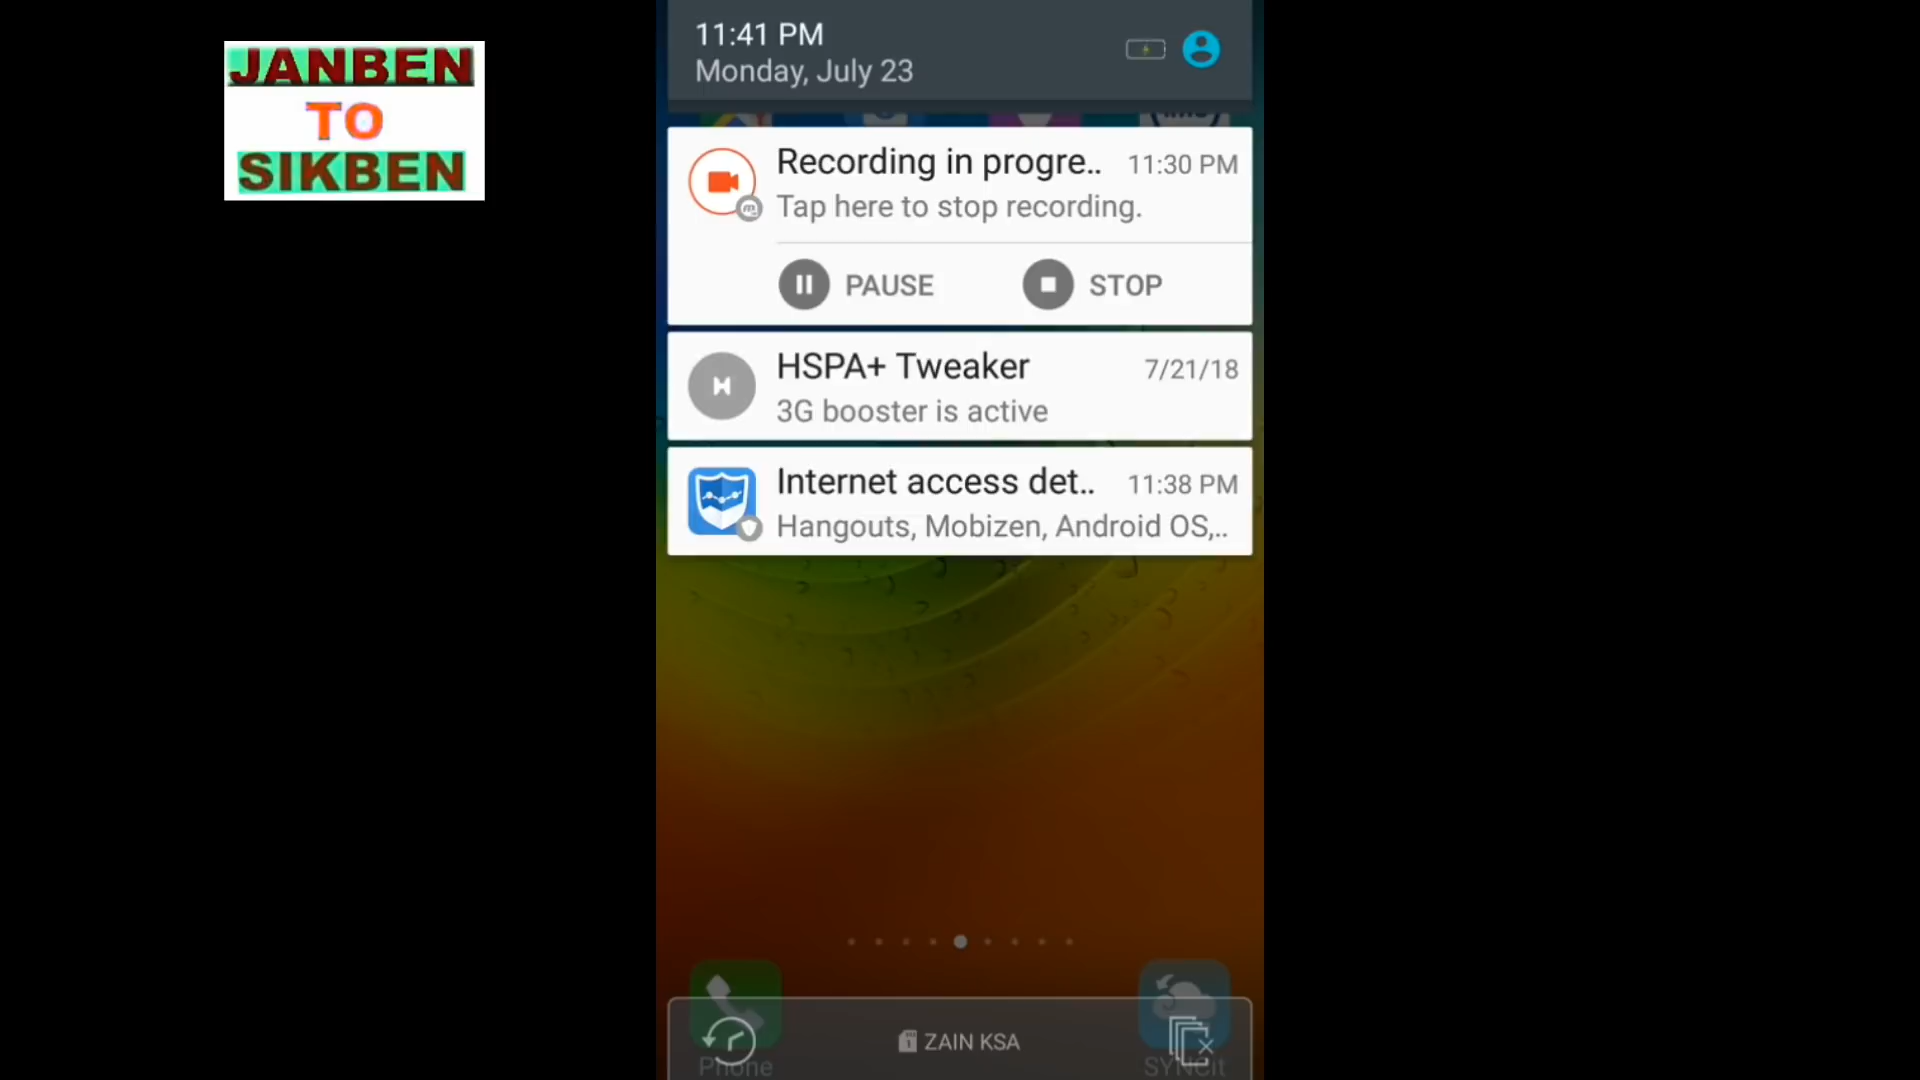 JANBEN
TO
SIKBEN
11:41 PM
Monday, July 23
Recording in progre.. 11:30 PM
Tap here to stop recording.
PAUSE STOP
HSPA+ Tweaker 7/21/18
3G booster is active
Internet access det.. 11:38 PM
Hangouts, Mobizen, Android OS,..
ZAIN KSA
Phone SYNCit